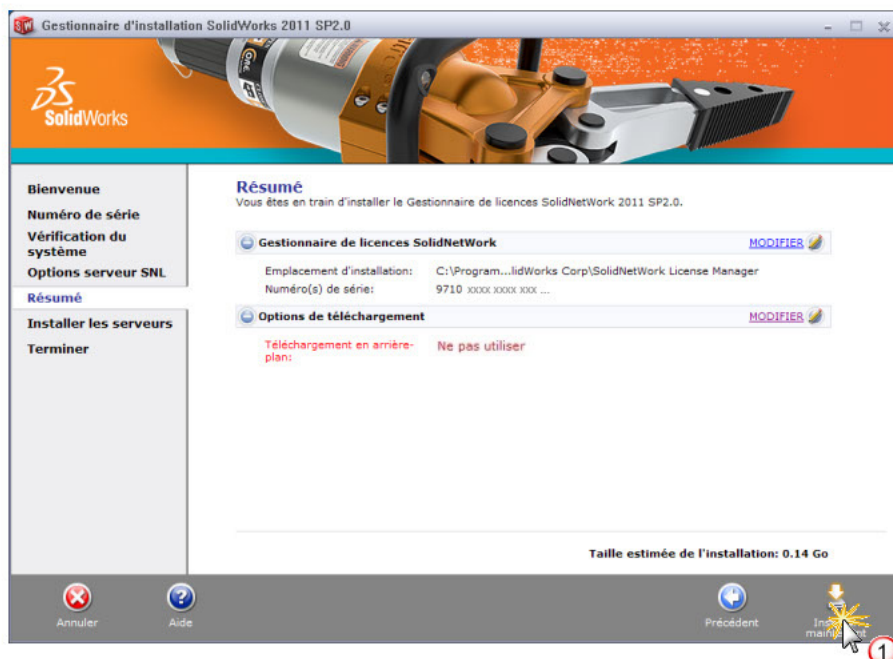 Gestionnaire d'installation SolidWorks 2011 SP2.0
SolidWorks
Bienvenue
Numéro de série
Vérification du
système
Options serveur SNL
Résumé
Installer les serveurs
Terminer
Résumé
Vous êtes en train d'installer le Gestionnaire de licences SolidNetWork 2011 SP2.0.
Gestionnaire de licences SolidNetWork
MODIFIER
Emplacement d'installation: C:\Program...lidWorks Corp\SolidNetWork License Manager
Numéro(s) de série: 9710 xxxx xxxx xxx ...
Options de téléchargement
MODIFIER
Téléchargement en arrière-
plan:
Ne pas utiliser
Taille estimée de l'installation: 0.14 Go
Annuler
Aide
Précédent
1